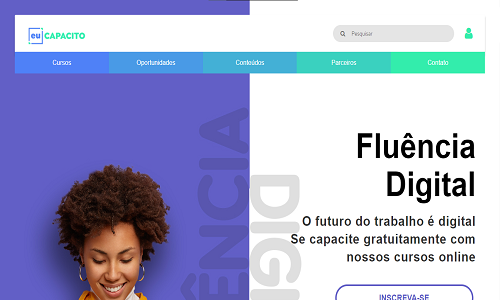 eu CAPACITO
Pesquisar
Cursos Oportunidades Conteúdos Parceiros Contato
FLUÊNCIA
DIGI
Fluência
Digital
O futuro do trabalho é digital
Se capacite gratuitamente com
nossos cursos online
INSCREVA-SE